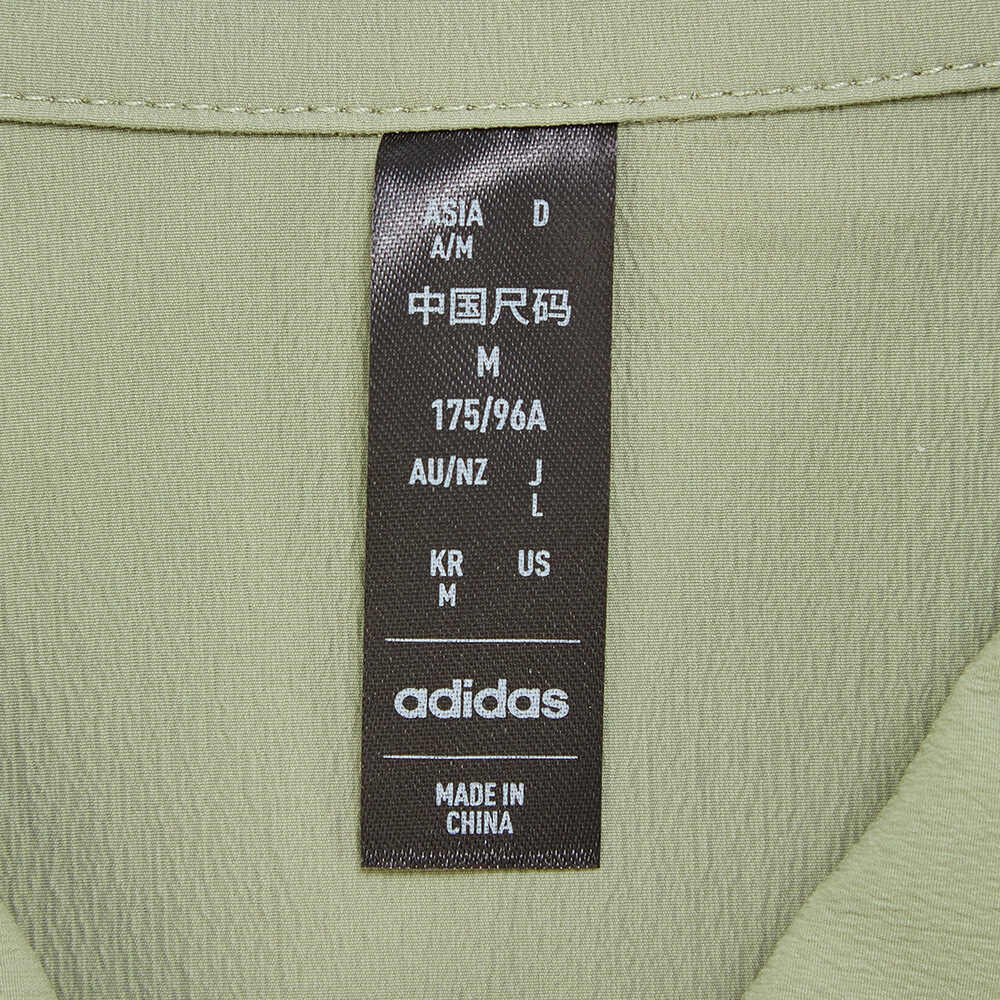 ASIA D
A/M
中国尺码
M
175/96A
AU/NZ J
L
KR US
M
adidas
MADE IN
CHINA